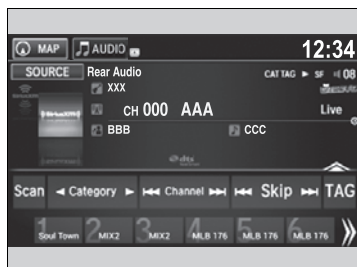 MAP AUDIO 12:34
SOURCE Rear Audio CAT TAG ► SF 08
XXX
SiriusXM
CH 000 AAA Live
BBB CCC
dts
Scan ◄ Category ► ⏮ Channel ⏭ ⏮ Skip ⏭ TAG
1 2 3 4 5 6
Soul Town MIX2 MIX2 MLB 176 MLB 176 MLB 176